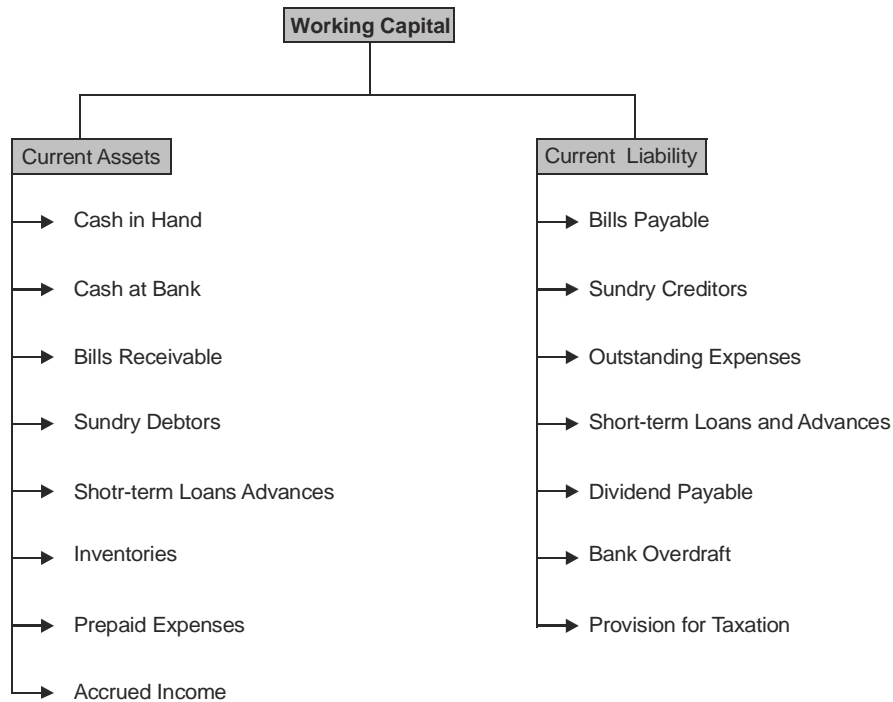 Working Capital
Current Assets
Cash in Hand
Cash at Bank
Bills Receivable
Sundry Debtors
Shotr-term Loans Advances
Inventories
Prepaid Expenses
Accrued Income
Current Liability
Bills Payable
Sundry Creditors
Outstanding Expenses
Short-term Loans and Advances
Dividend Payable
Bank Overdraft
Provision for Taxation